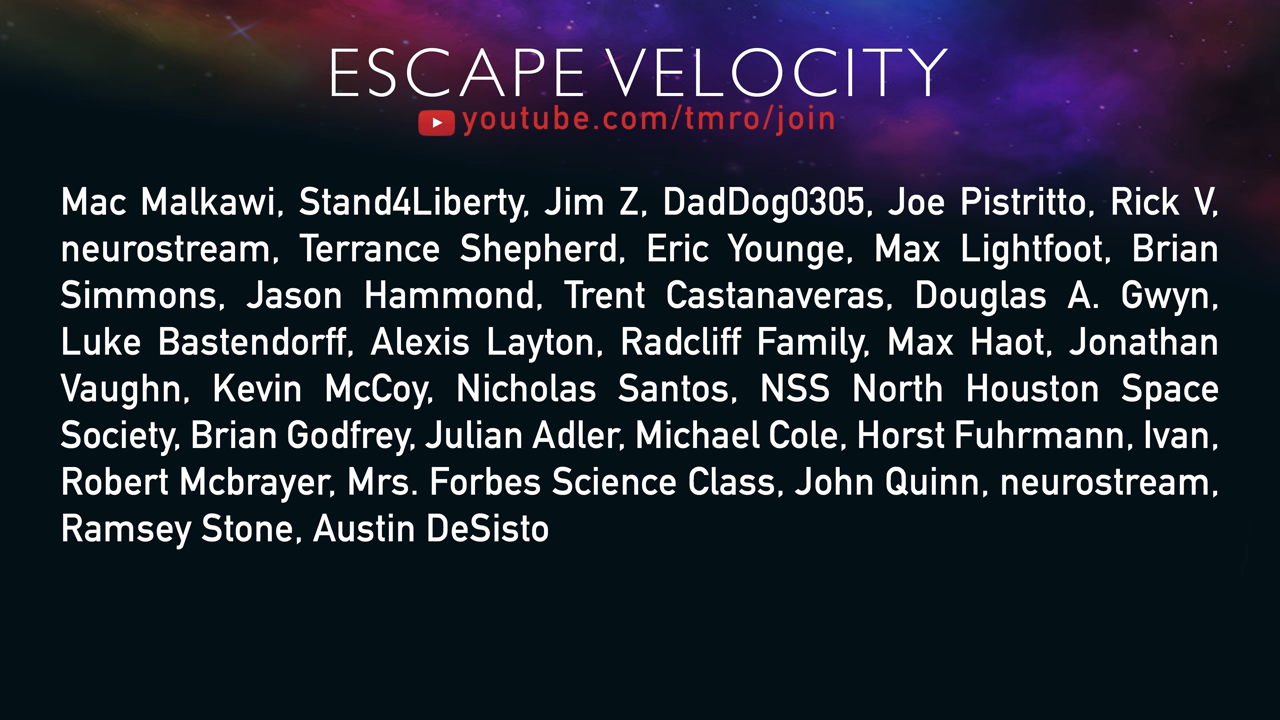 ESCAPE VELOCITY
youtube.com/tmro/join
Mac Malkawi, Stand4Liberty, Jim Z, DadDog0305, Joe Pistritto, Rick V,
neurostream, Terrance Shepherd, Eric Younge, Max Lightfoot, Brian
Simmons, Jason Hammond, Trent Castanaveras, Douglas A. Gwyn,
Luke Bastendorff, Alexis Layton, Radcliff Family, Max Haot, Jonathan
Vaughn, Kevin McCoy, Nicholas Santos, NSS North Houston Space
Society, Brian Godfrey, Julian Adler, Michael Cole, Horst Fuhrmann, Ivan,
Robert Mcbrayer, Mrs. Forbes Science Class, John Quinn, neurostream,
Ramsey Stone, Austin DeSisto